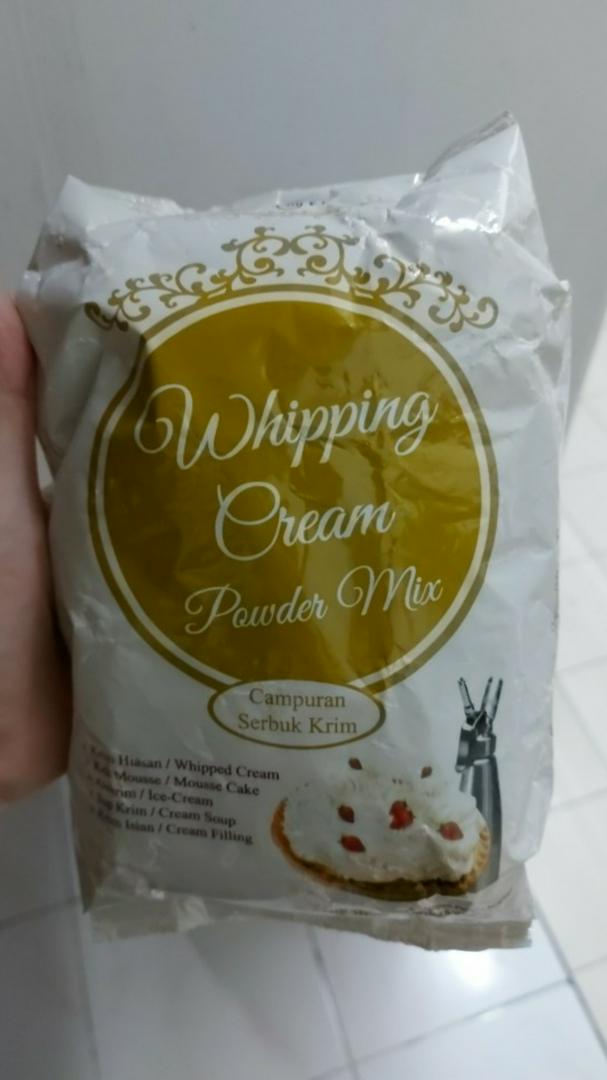 Whipping
Cream
Powder Mix
Campuran
Serbuk Krim
Hiasan / Whipped Cream
Mousse / Mousse Cake
/ Ice-Cream
Krim / Cream Soup
Isian / Cream Filling